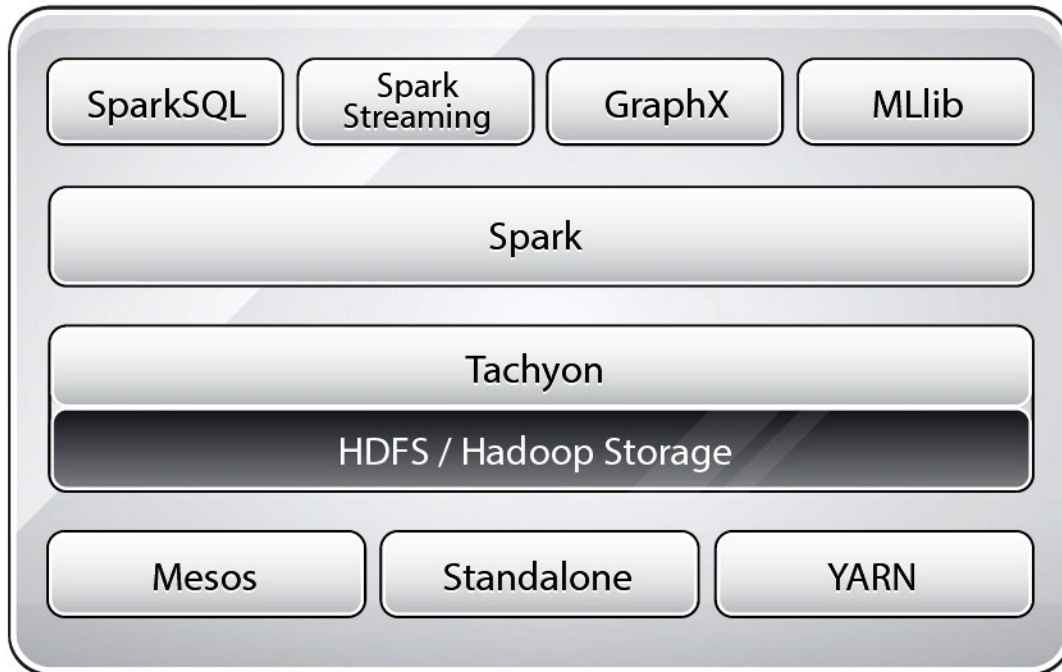 SparkSQL
Spark
Streaming
GraphX
MLlib
Spark
Tachyon
HDFS / Hadoop Storage
Mesos
Standalone
YARN